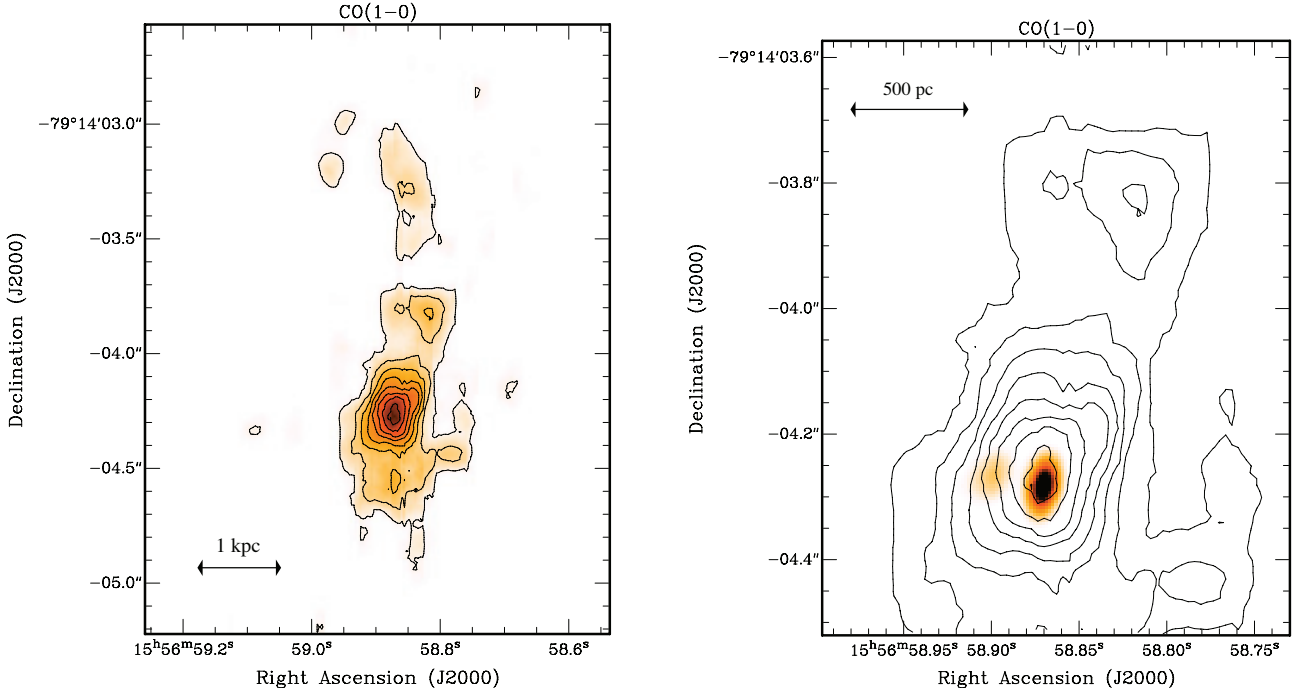 CO(1−0)
−79°14′03.0″
−03.5″
−04.0″
−04.5″
−05.0″
Declination (J2000)
1 kpc
15ʰ56ᵐ59.2ˢ
59.0ˢ
58.8ˢ
58.6ˢ
Right Ascension (J2000)
CO(1−0)
−79°14′03.6″
−03.8″
−04.0″
−04.2″
−04.4″
Declination (J2000)
500 pc
15ʰ56ᵐ58.95ˢ
58.90ˢ
58.85ˢ
58.80ˢ
58.75ˢ
Right Ascension (J2000)